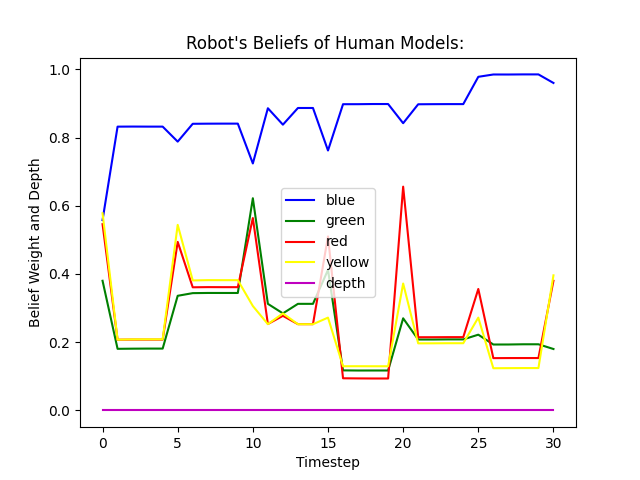 Robot's Beliefs of Human Models:
Belief Weight and Depth
1.0
0.8
0.6
0.4
0.2
0.0
blue
green
red
yellow
depth
0 5 10 15 20 25 30
Timestep